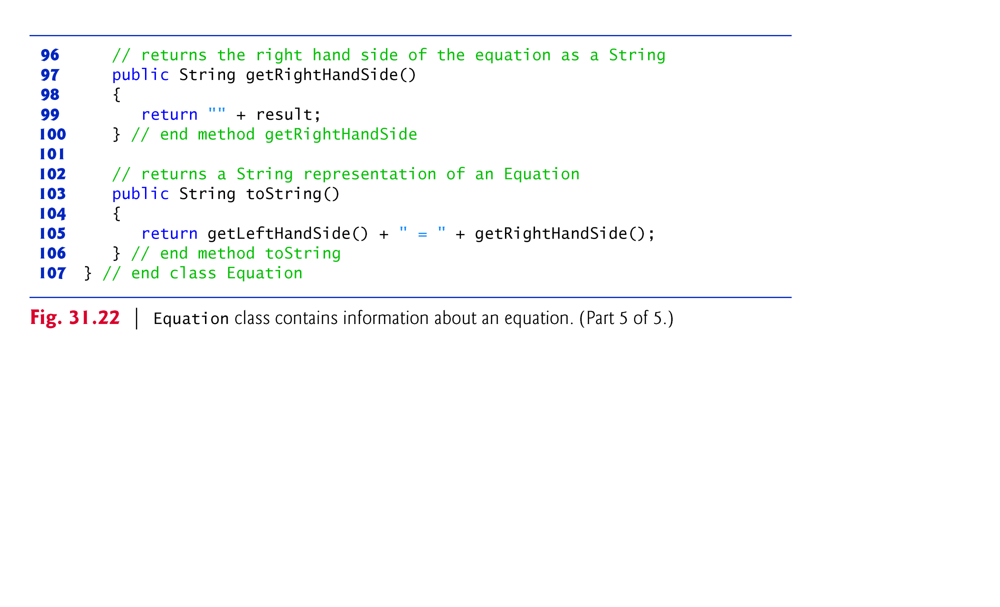 96 // returns the right hand side of the equation as a String
97 public String getRightHandSide()
98 {
99 return "" + result;
100 } // end method getRightHandSide
101
102 // returns a String representation of an Equation
103 public String toString()
104 {
105 return getLeftHandSide() + " = " + getRightHandSide();
106 } // end method toString
107 } // end class Equation
Fig. 31.22 | Equation class contains information about an equation. (Part 5 of 5.)